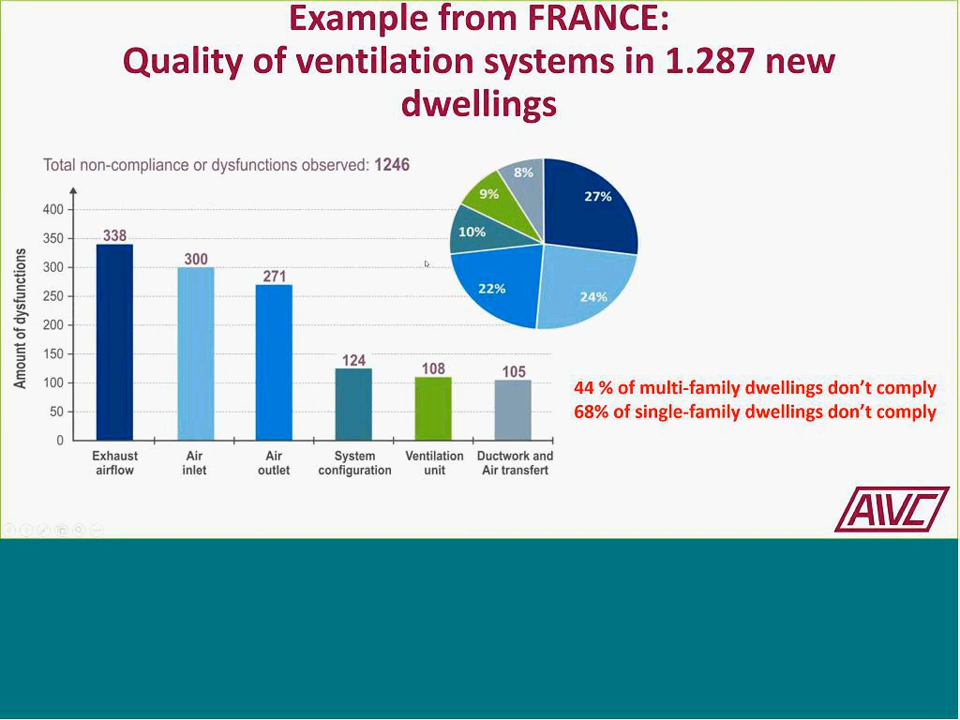 Example from FRANCE:
Quality of ventilation systems in 1.287 new
dwellings
Total non-compliance or dysfunctions observed: 1246
Amount of dysfunctions
400
350
300
250
200
150
100
50
0
338
300
271
124
108
105
Exhaust
airflow
Air
inlet
Air
outlet
System
configuration
Ventilation
unit
Ductwork and
Air transfert
8%
27%
9%
10%
22%
24%
44 % of multi-family dwellings don't comply
68% of single-family dwellings don't comply
AIVC